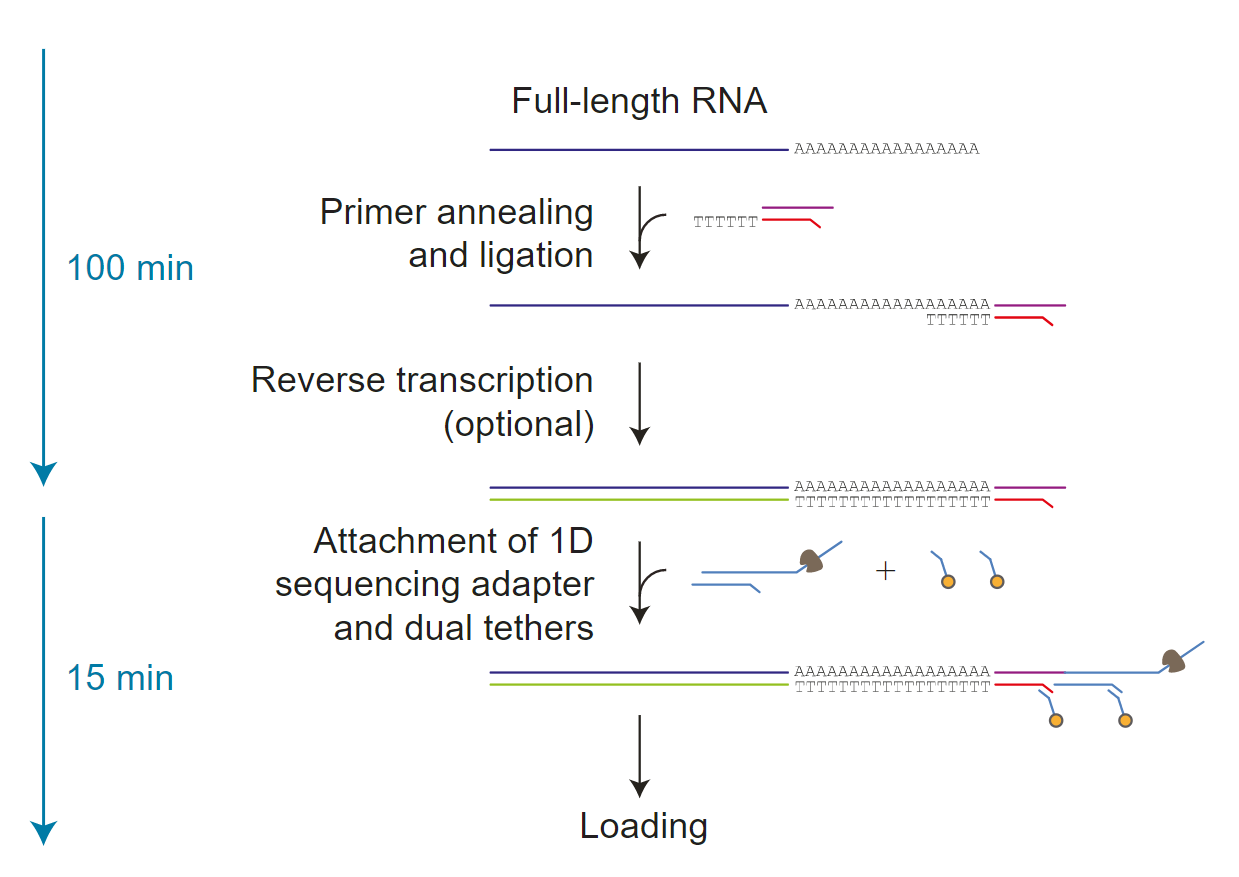 Full-length RNA
AAAAAAAAAAAAAAAAA
Primer annealing
and ligation
TTTTTT
100 min
AAAAAAAAAAAAAAAAAA
TTTTTT
Reverse transcription
(optional)
AAAAAAAAAAAAAAAAAA
TTTTTTTTTTTTTTTTTT
Attachment of 1D
sequencing adapter
and dual tethers
+
15 min
AAAAAAAAAAAAAAAAAA
TTTTTTTTTTTTTTTTTT
Loading